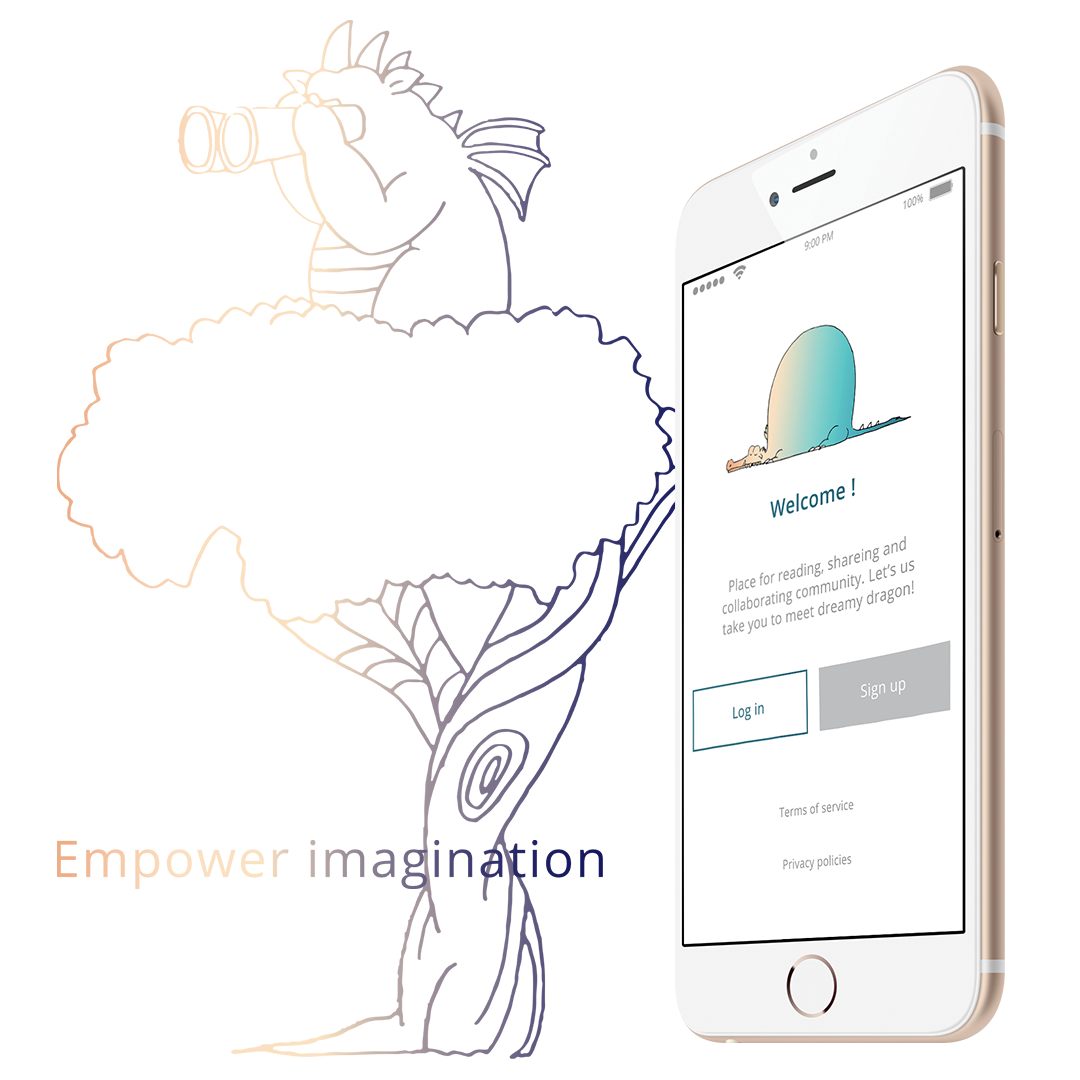 100%
9:00 PM
Welcome !
Place for reading, shareing and
collaborating community. Let's us
take you to meet dreamy dragon!
Log in
Sign up
Terms of service
Privacy policies
Empower imagination